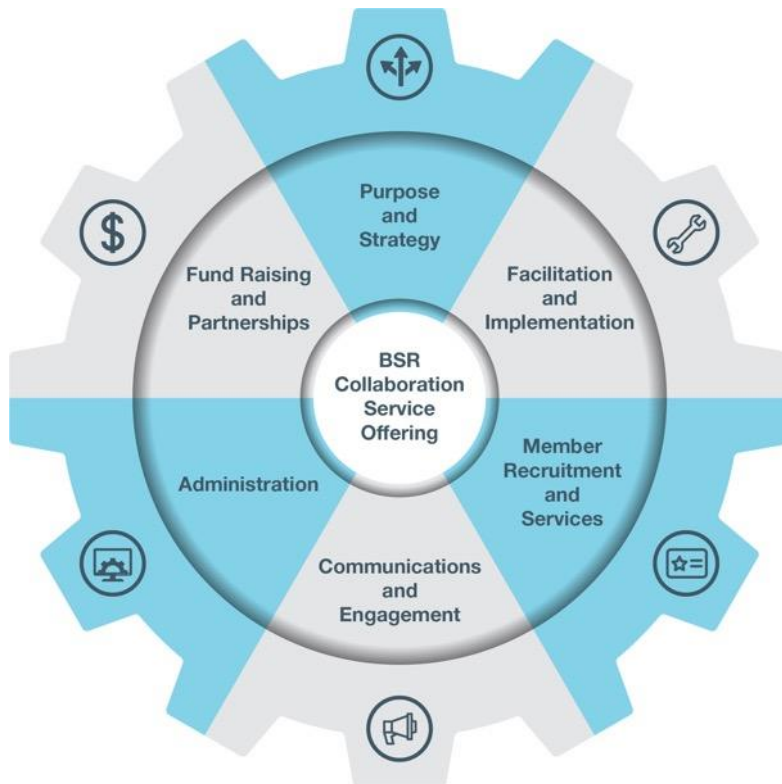 Purpose
and
Strategy
Facilitation
and
Implementation
Member
Recruitment
and
Services
Communications
and
Engagement
Administration
Fund Raising
and
Partnerships
BSR
Collaboration
Service
Offering
$